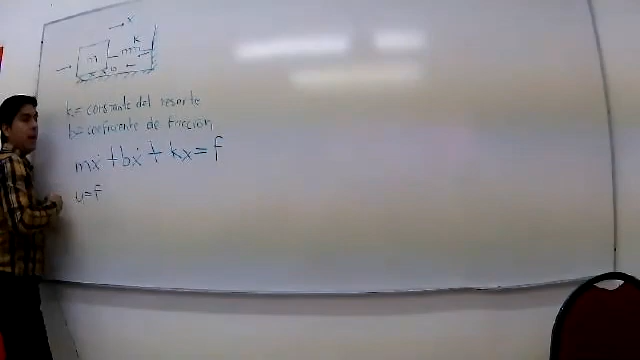 x
k
m
b
k= constante del resorte
b= coeficiente de fricción
mẍ + bẋ + kx = f
u=f